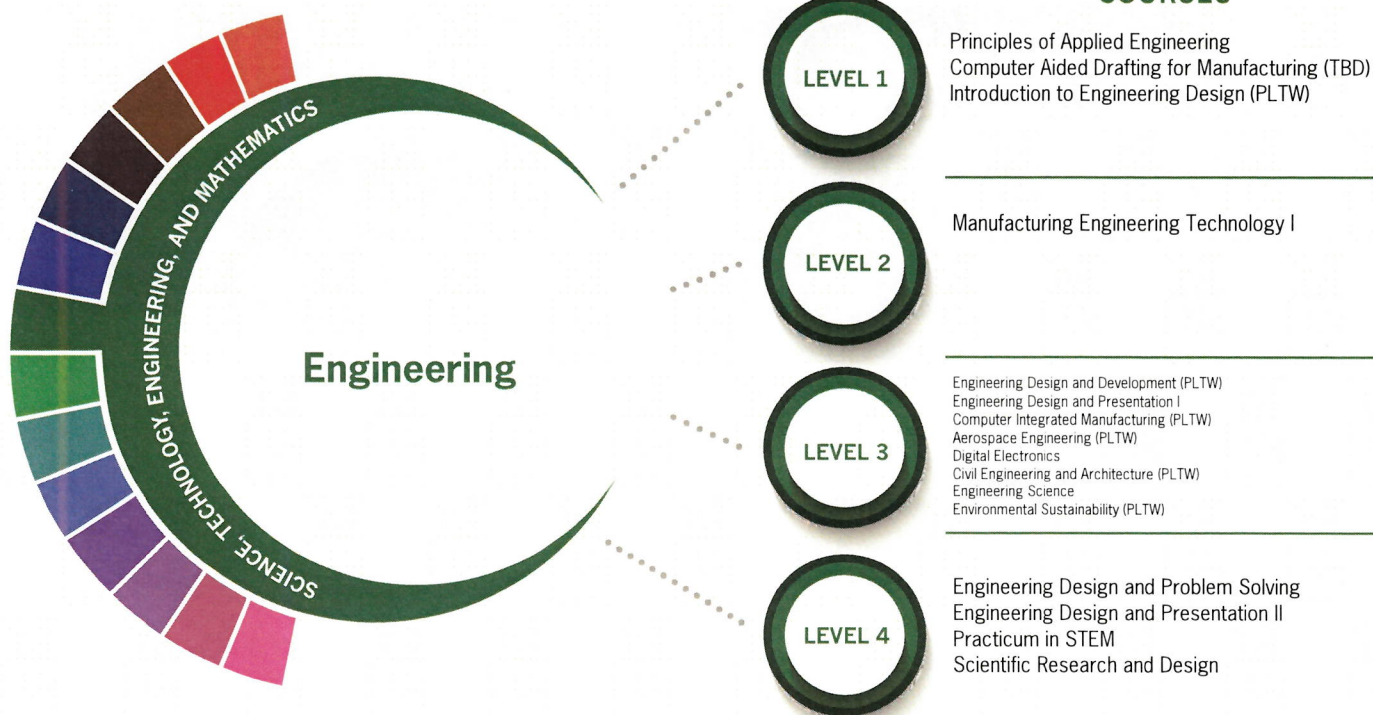 COURSES
SCIENCE, TECHNOLOGY, ENGINEERING, AND MATHEMATICS
Engineering
LEVEL 1
Principles of Applied Engineering
Computer Aided Drafting for Manufacturing (TBD)
Introduction to Engineering Design (PLTW)
LEVEL 2
Manufacturing Engineering Technology I
LEVEL 3
Engineering Design and Development (PLTW)
Engineering Design and Presentation I
Computer Integrated Manufacturing (PLTW)
Aerospace Engineering (PLTW)
Digital Electronics
Civil Engineering and Architecture (PLTW)
Engineering Science
Environmental Sustainability (PLTW)
LEVEL 4
Engineering Design and Problem Solving
Engineering Design and Presentation II
Practicum in STEM
Scientific Research and Design